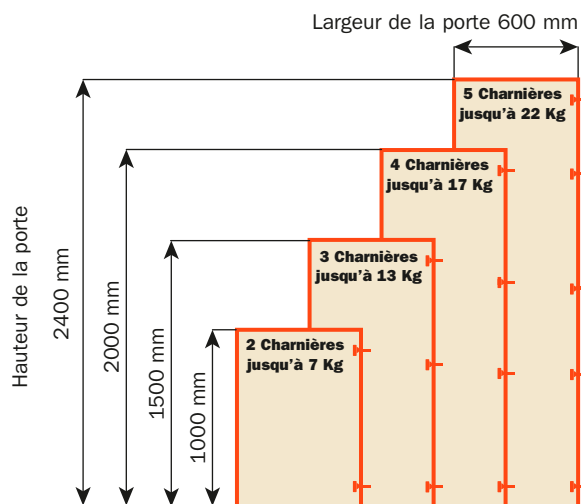 Largeur de la porte 600 mm
5 Charnières
jusqu'à 22 Kg
4 Charnières
jusqu'à 17 Kg
3 Charnières
jusqu'à 13 Kg
2 Charnières
jusqu'à 7 Kg
Hauteur de la porte
2400 mm
2000 mm
1500 mm
1000 mm